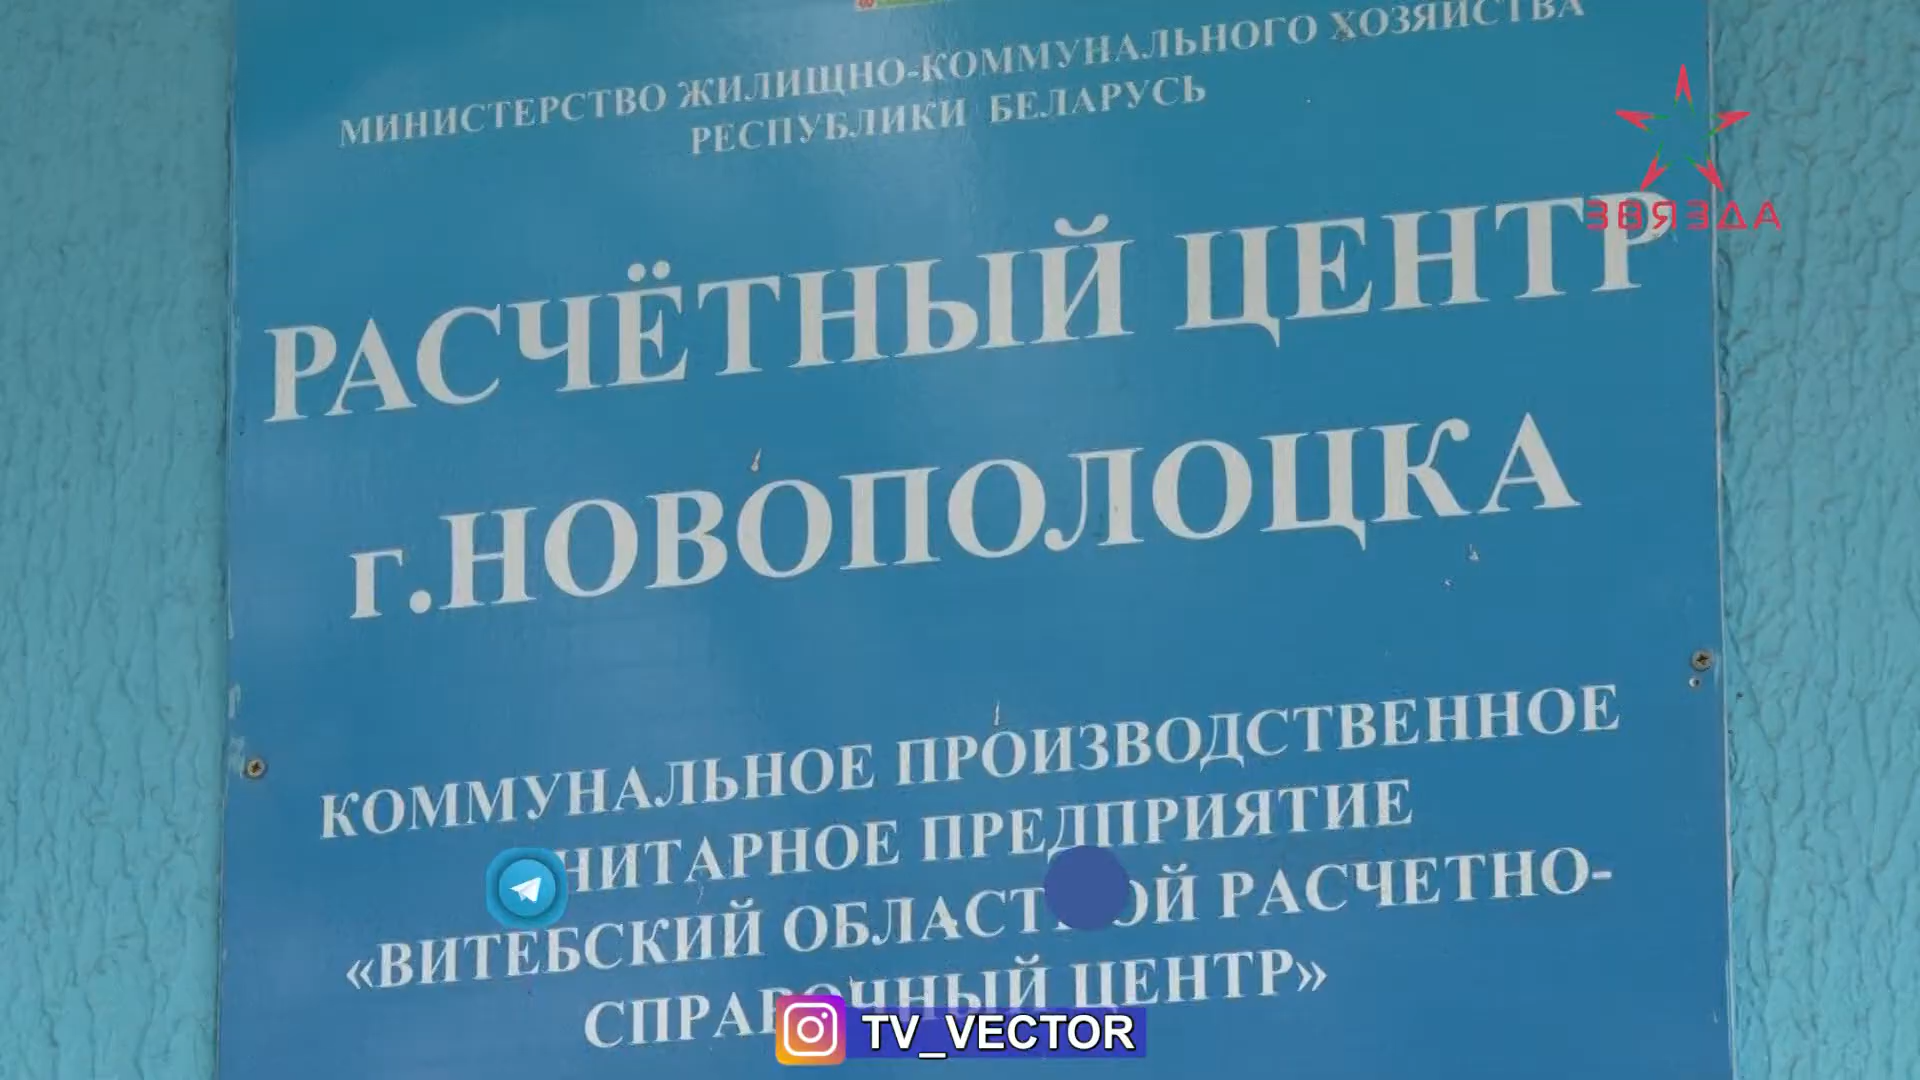 МИНИСТЕРСТВО ЖИЛИЩНО-КОММУНАЛЬНОГО ХОЗЯЙСТВА
РЕСПУБЛИКИ БЕЛАРУСЬ
ЗВЯЗДА
РАСЧЁТНЫЙ ЦЕНТР
г.НОВОПОЛОЦКА
КОММУНАЛЬНОЕ ПРОИЗВОДСТВЕННОЕ
УНИТАРНОЕ ПРЕДПРИЯТИЕ
«ВИТЕБСКИЙ ОБЛАСТНОЙ РАСЧЕТНО-
СПРАВОЧНЫЙ ЦЕНТР»
TV_VECTOR